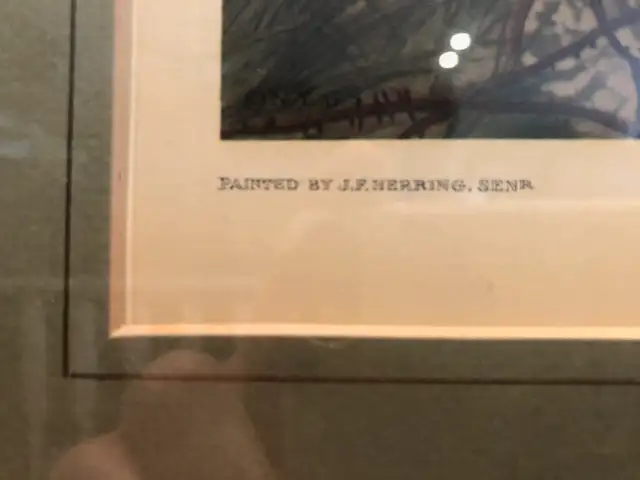 PAINTED BY J.F. HERRING, SENR